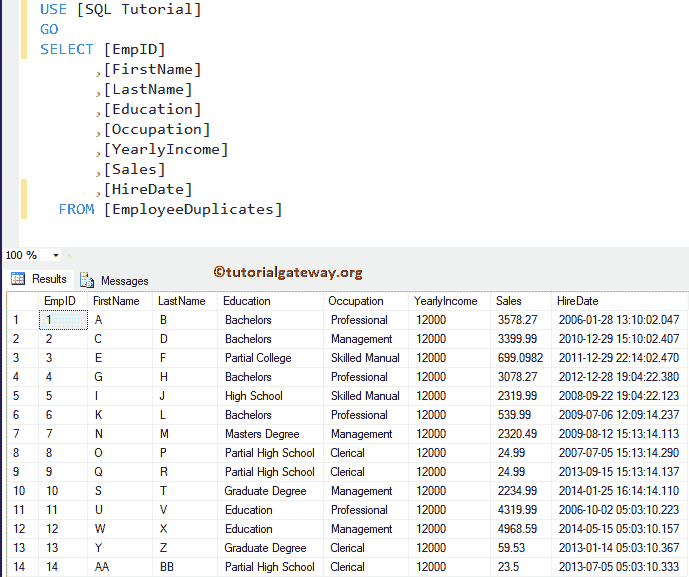 USE [SQL Tutorial]
GO
SELECT [EmpID]
,[FirstName]
,[LastName]
,[Education]
,[Occupation]
,[YearlyIncome]
,[Sales]
,[HireDate]
FROM [EmployeeDuplicates]
100 %
©tutorialgateway.org
Results Messages
EmpID FirstName LastName Education Occupation YearlyIncome Sales HireDate
1 1 A B Bachelors Professional 12000 3578.27 2006-01-28 13:10:02.047
2 2 C D Bachelors Management 12000 3399.99 2010-12-29 15:10:02.407
3 3 E F Partial College Skilled Manual 12000 699.0982 2011-12-29 22:14:02.470
4 4 G H Bachelors Professional 12000 3078.27 2012-12-28 19:04:22.380
5 5 I J High School Skilled Manual 12000 2319.99 2008-09-22 19:04:22.123
6 6 K L Bachelors Professional 12000 539.99 2009-07-06 12:09:14.237
7 7 N M Masters Degree Management 12000 2320.49 2009-08-12 15:13:14.113
8 8 O P Partial High School Clerical 12000 24.99 2007-07-05 15:13:14.290
9 9 Q R Partial High School Clerical 12000 24.99 2013-09-15 15:13:14.137
10 10 S T Graduate Degree Management 12000 2234.99 2014-01-25 16:14:14.110
11 11 U V Education Professional 12000 4319.99 2006-10-02 05:03:10.223
12 12 W X Education Management 12000 4968.59 2014-05-15 05:03:10.157
13 13 Y Z Graduate Degree Clerical 12000 59.53 2013-01-14 05:03:10.367
14 14 AA BB Partial High School Clerical 12000 23.5 2013-07-05 05:03:10.333